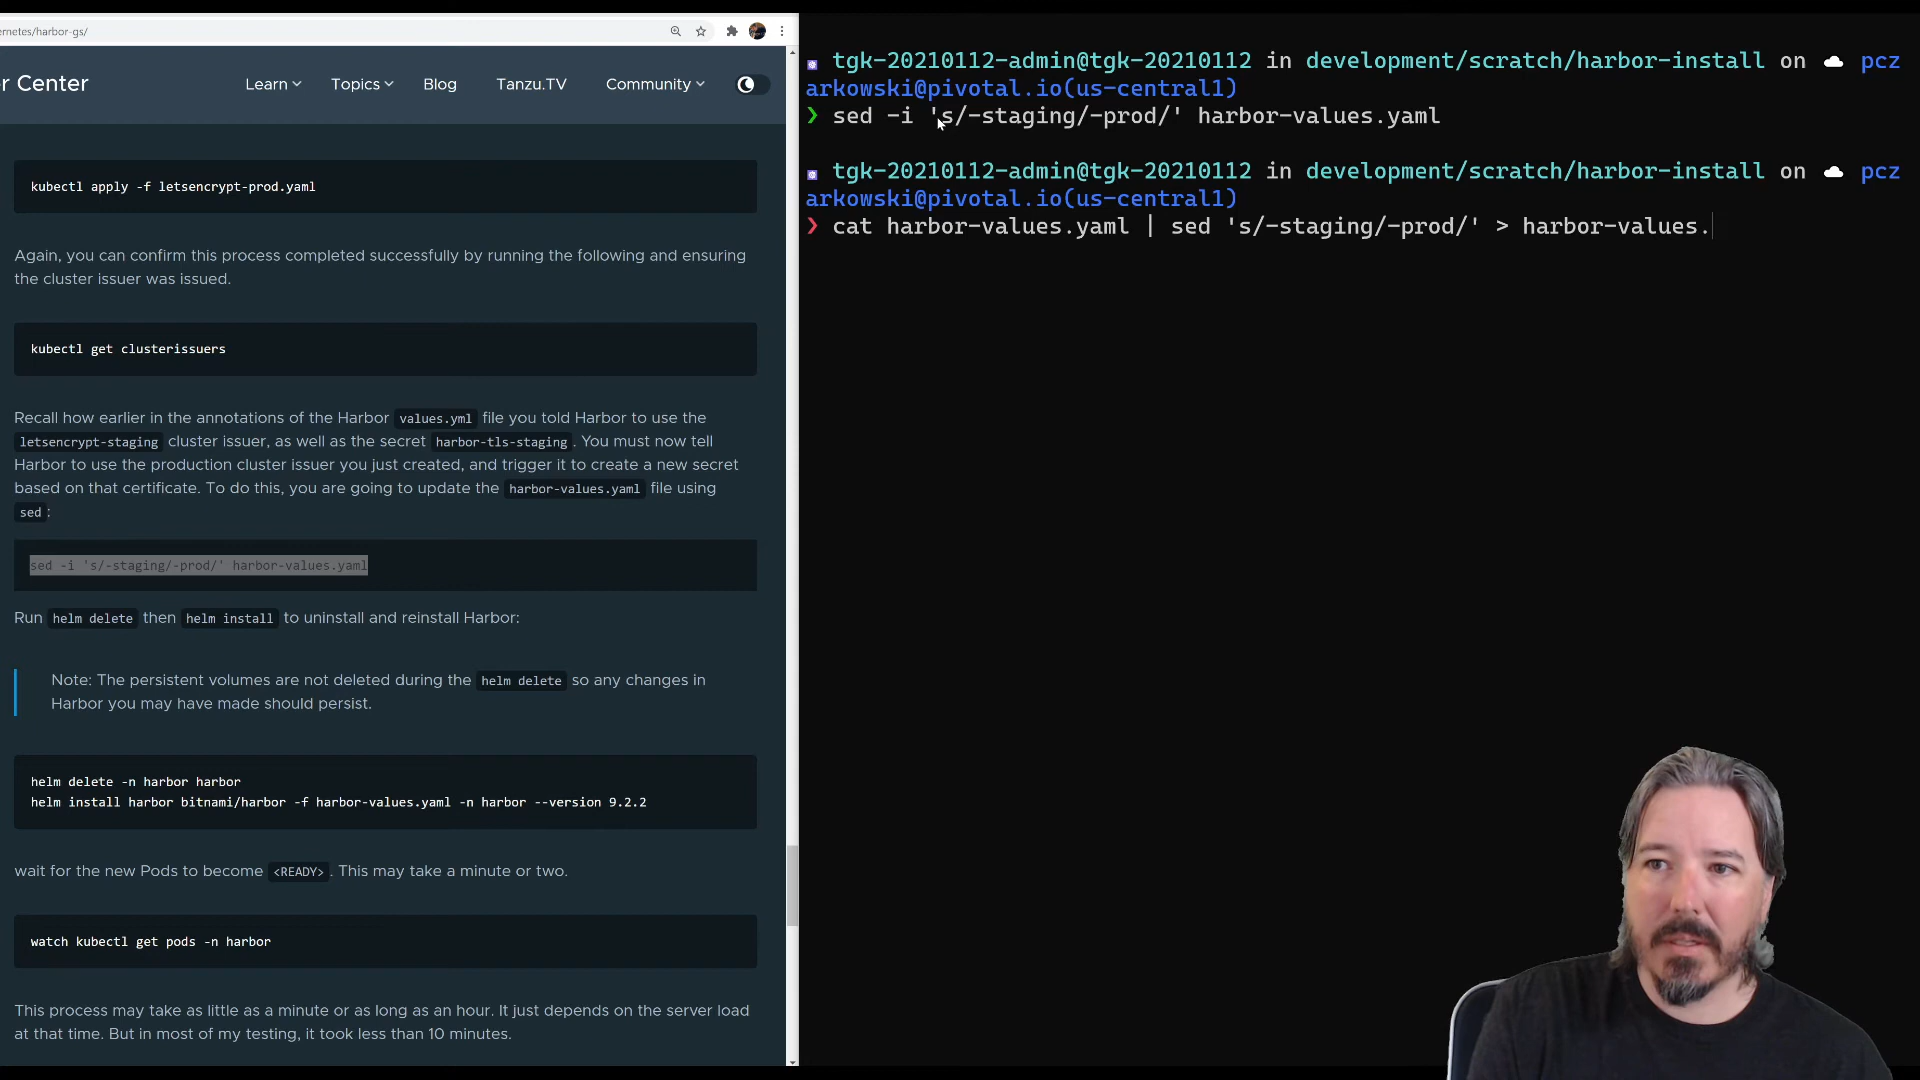 ernetes/harbor-gs/
r Center
Learn
Topics
Blog
Tanzu.TV
Community
kubectl apply -f letsencrypt-prod.yaml
Again, you can confirm this process completed successfully by running the following and ensuring
the cluster issuer was issued.
kubectl get clusterissuers
Recall how earlier in the annotations of the Harbor values.yml file you told Harbor to use the
letsencrypt-staging cluster issuer, as well as the secret harbor-tls-staging . You must now tell
Harbor to use the production cluster issuer you just created, and trigger it to create a new secret
based on that certificate. To do this, you are going to update the harbor-values.yaml file using
sed :
sed -i 's/-staging/-prod/' harbor-values.yaml
Run helm delete then helm install to uninstall and reinstall Harbor:
Note: The persistent volumes are not deleted during the helm delete so any changes in
Harbor you may have made should persist.
helm delete -n harbor harbor
helm install harbor bitnami/harbor -f harbor-values.yaml -n harbor --version 9.2.2
wait for the new Pods to become <READY> . This may take a minute or two.
watch kubectl get pods -n harbor
This process may take as little as a minute or as long as an hour. It just depends on the server load
at that time. But in most of my testing, it took less than 10 minutes.
tgk-20210112-admin@tgk-20210112 in development/scratch/harbor-install on pcz
arkowski@pivotal.io(us-central1)
❯ sed -i 's/-staging/-prod/' harbor-values.yaml
tgk-20210112-admin@tgk-20210112 in development/scratch/harbor-install on pcz
arkowski@pivotal.io(us-central1)
❯ cat harbor-values.yaml | sed 's/-staging/-prod/' > harbor-values.